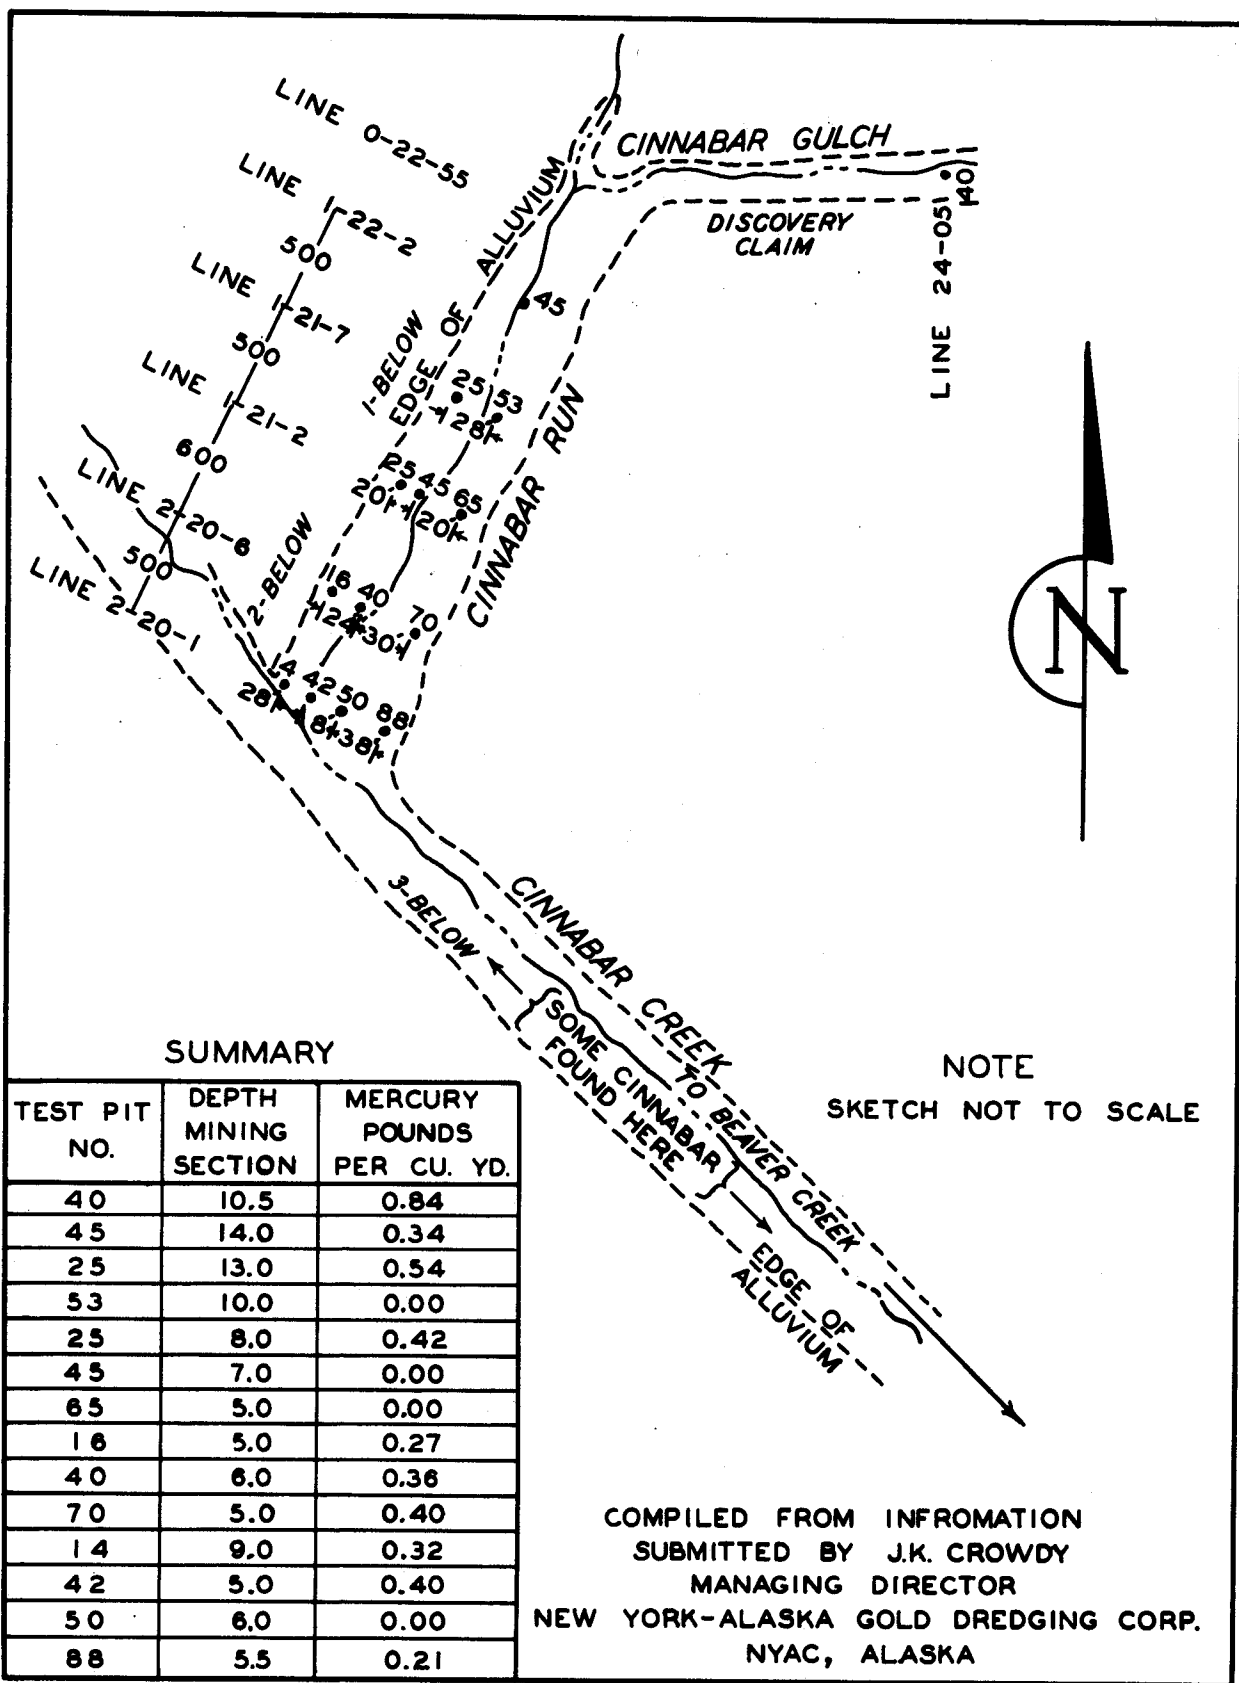 LINE 0-22-55
LINE 1-22-2
500
LINE 1-21-7
500
LINE 1-21-2
600
LINE 2-20-6
500
LINE 2-20-1
EDGE OF ALLUVIUM
CINNABAR GULCH
DISCOVERY
CLAIM
40
140
LINE 24-05
45
1-BELOW
25 53
28
CINNABAR RUN
25 45 65
20 20
2-BELOW
16 40 70
24 30
14 42 50 88
28 18 38
N
3-BELOW
CINNABAR CREEK
TO BEAVER CREEK
SOME CINNABAR
FOUND HERE
EDGE OF
ALLUVIUM
NOTE
SKETCH NOT TO SCALE
SUMMARY
TEST PIT NO. DEPTH MINING SECTION MERCURY POUNDS PER CU. YD.
40 10.5 0.84
45 14.0 0.34
25 13.0 0.54
53 10.0 0.00
25 8.0 0.42
45 7.0 0.00
65 5.0 0.00
16 5.0 0.27
40 6.0 0.36
70 5.0 0.40
14 9.0 0.32
42 5.0 0.40
50 6.0 0.00
88 5.5 0.21
COMPILED FROM INFROMATION
SUBMITTED BY J.K. CROWDY
MANAGING DIRECTOR
NEW YORK-ALASKA GOLD DREDGING CORP.
NYAC, ALASKA